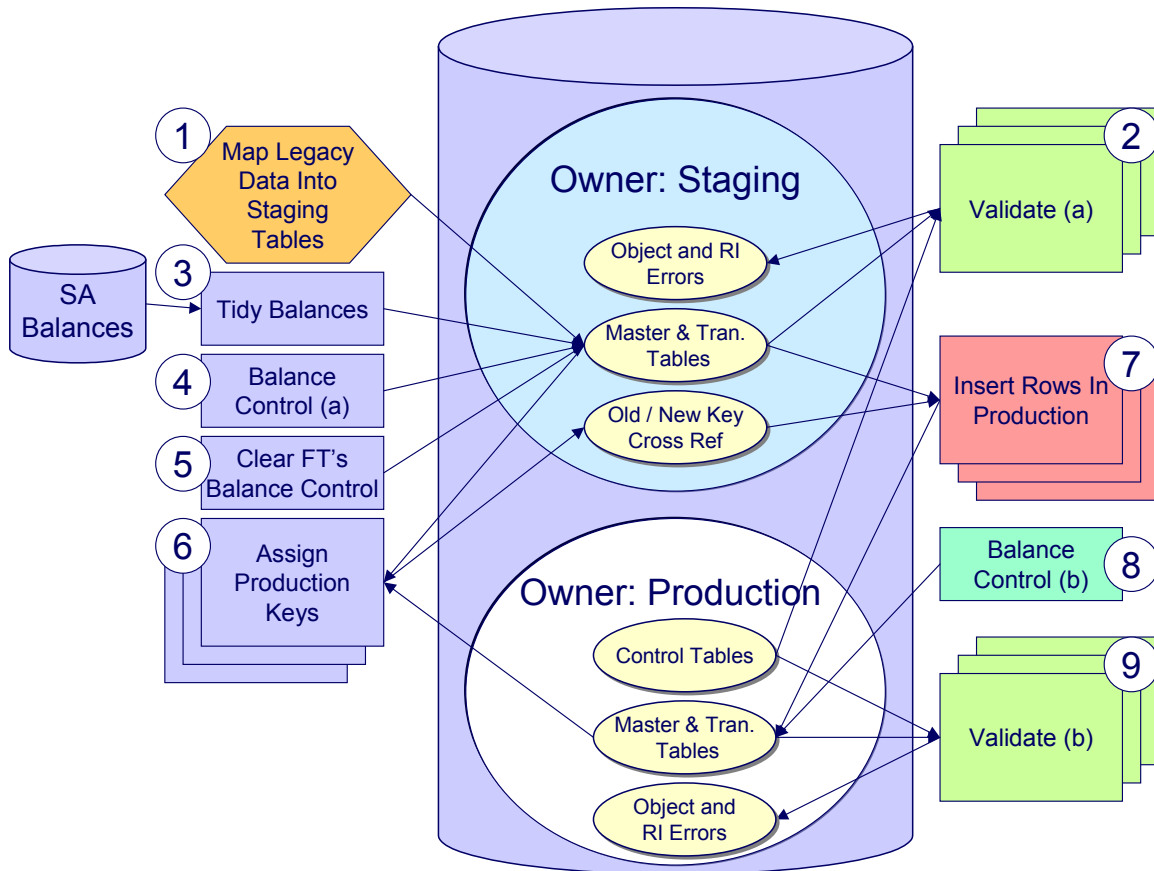 1
Map Legacy
Data Into
Staging
Tables
SA
Balances
3
Tidy Balances
4
Balance
Control (a)
5
Clear FT's
Balance Control
6
Assign
Production
Keys
Owner: Staging
Object and RI
Errors
Master & Tran.
Tables
Old / New Key
Cross Ref
Owner: Production
Control Tables
Master & Tran.
Tables
Object and
RI Errors
2
Validate (a)
7
Insert Rows In
Production
Balance
Control (b)
8
9
Validate (b)